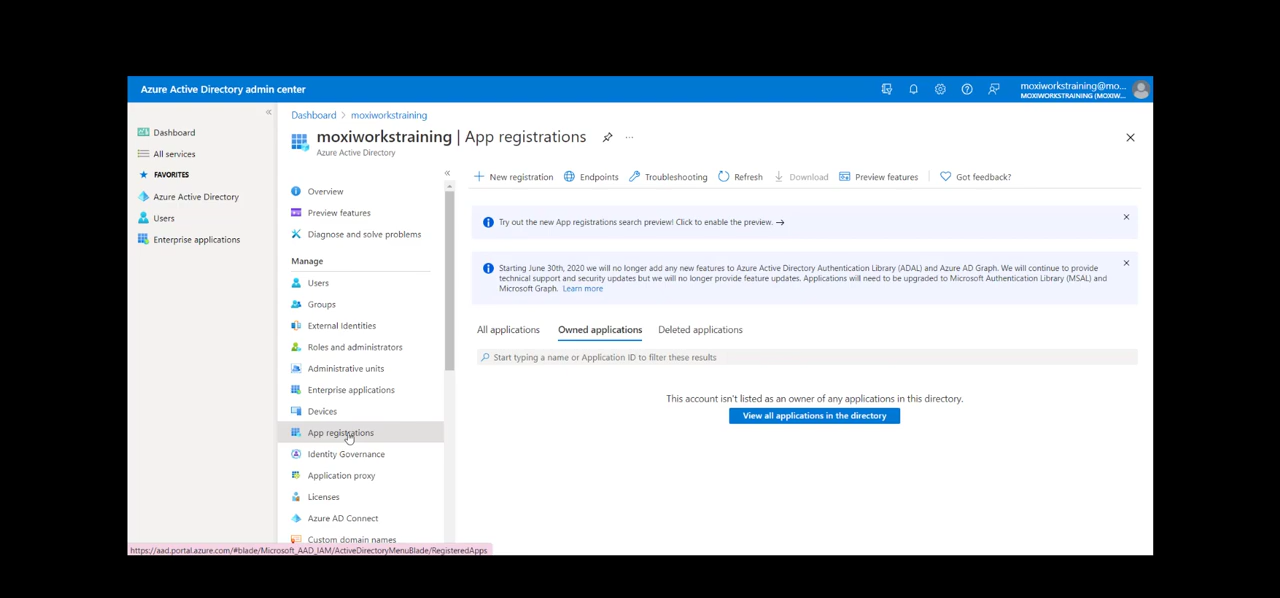 Azure Active Directory admin center
moxiworkstraining@mo...
MOXIWORKSTRAINING (MOXIW...
Dashboard > moxiworkstraining
moxiworkstraining | App registrations
Azure Active Directory
Dashboard
All services
FAVORITES
Azure Active Directory
Users
Enterprise applications
Overview
Preview features
Diagnose and solve problems
Manage
Users
Groups
External Identities
Roles and administrators
Administrative units
Enterprise applications
Devices
App registrations
Identity Governance
Application proxy
Licenses
Azure AD Connect
Custom domain names
New registration Endpoints Troubleshooting Refresh Download Preview features Got feedback?
Try out the new App registrations search preview! Click to enable the preview. →
Starting June 30th, 2020 we will no longer add any new features to Azure Active Directory Authentication Library (ADAL) and Azure AD Graph. We will continue to provide
technical support and security updates but we will no longer provide feature updates. Applications will need to be upgraded to Microsoft Authentication Library (MSAL) and
Microsoft Graph. Learn more
All applications Owned applications Deleted applications
Start typing a name or Application ID to filter these results
This account isn't listed as an owner of any applications in this directory.
View all applications in the directory
https://aad.portal.azure.com/#blade/Microsoft_AAD_IAM/ActiveDirectoryMenuBlade/RegisteredApps